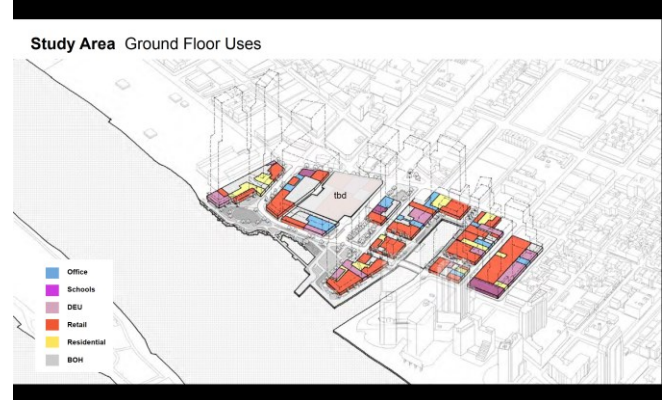 Study Area Ground Floor Uses
tbd
Office
Schools
DEU
Retail
Residential
BOH